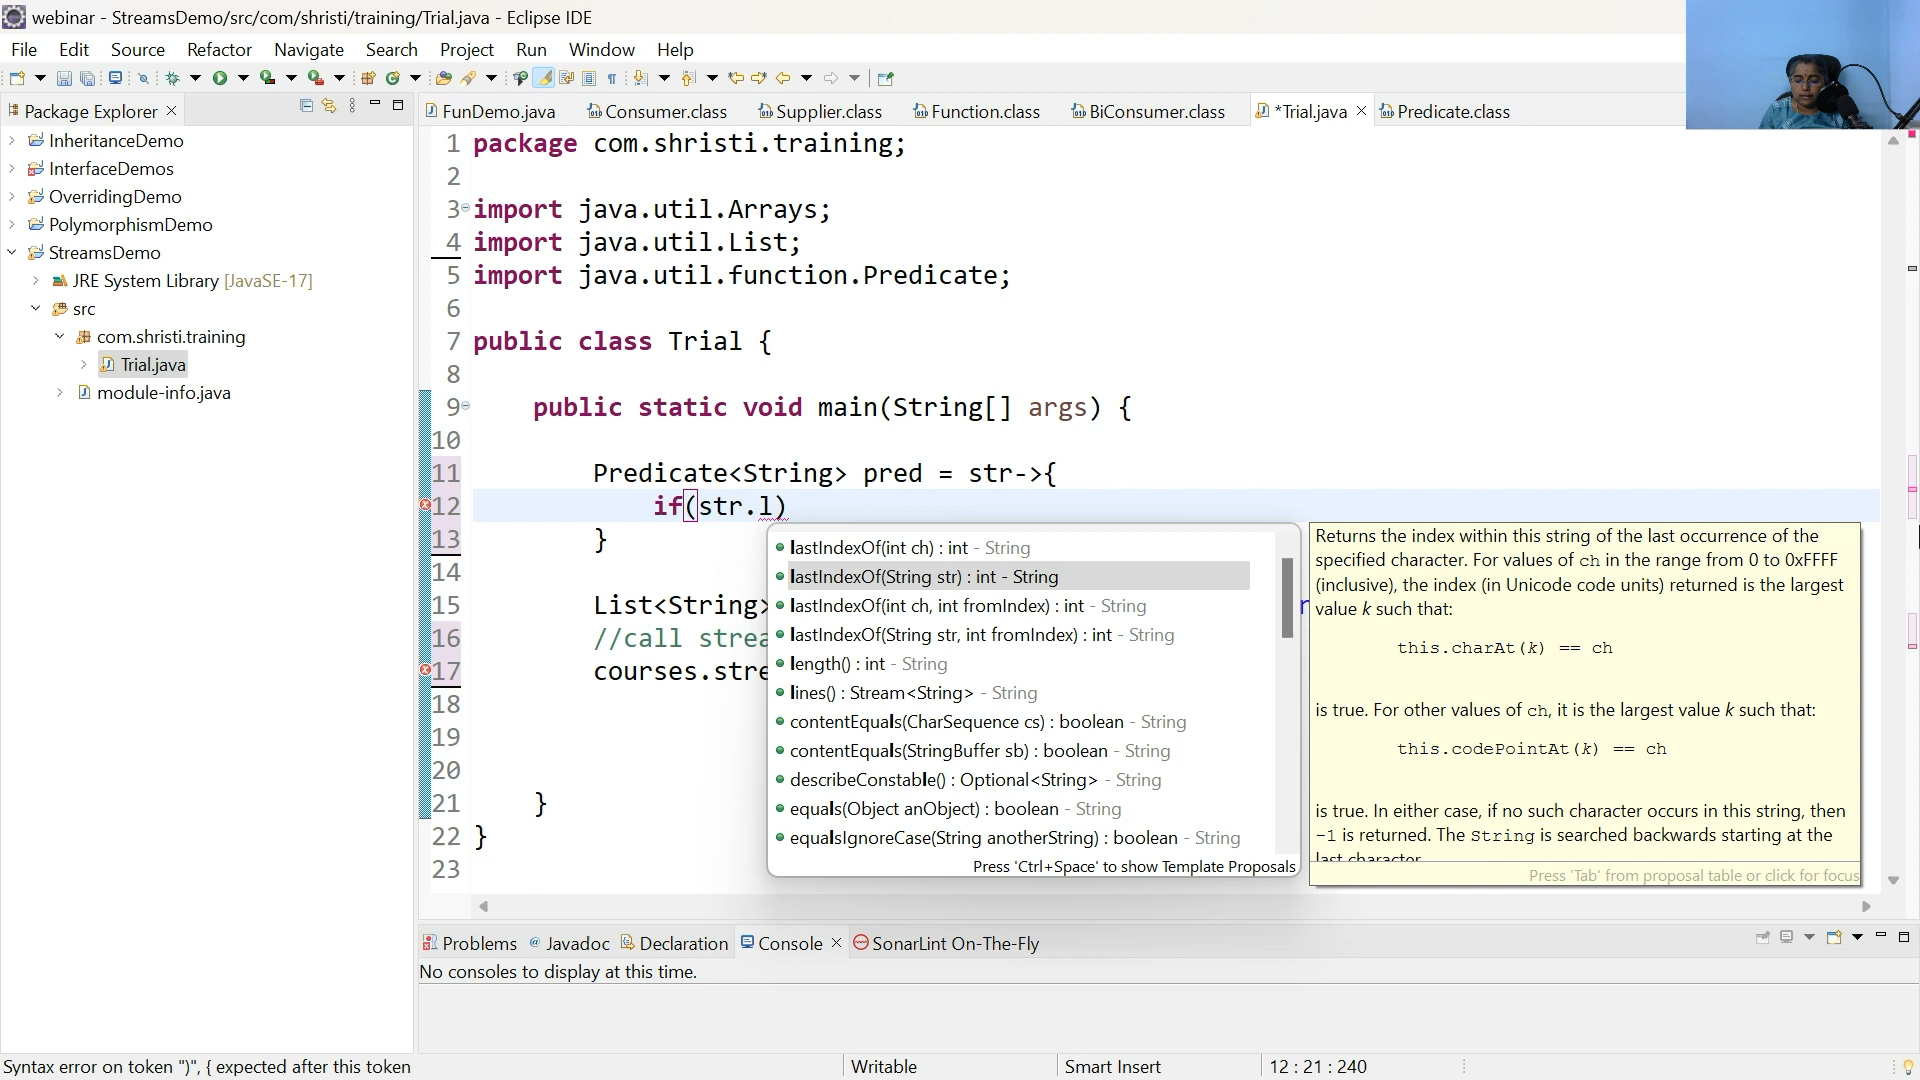 webinar - StreamsDemo/src/com/shristi/training/Trial.java - Eclipse IDE
File Edit Source Refactor Navigate Search Project Run Window Help
Package Explorer
FunDemo.java Consumer.class Supplier.class Function.class BiConsumer.class *Trial.java Predicate.class
InheritanceDemo
InterfaceDemos
OverridingDemo
PolymorphismDemo
StreamsDemo
JRE System Library [JavaSE-17]
src
com.shristi.training
Trial.java
module-info.java
1 package com.shristi.training;
2
3 import java.util.Arrays;
4 import java.util.List;
5 import java.util.function.Predicate;
6
7 public class Trial {
8
9 public static void main(String[] args) {
10
11 Predicate<String> pred = str->{
12 if(str.l)
13 }
14
15 List<String>
16 //call strea
17 courses.stre
18
19
20
21 }
22 }
23
lastIndexOf(int ch) : int - String
lastIndexOf(String str) : int - String
lastIndexOf(int ch, int fromIndex) : int - String
lastIndexOf(String str, int fromIndex) : int - String
length() : int - String
lines() : Stream<String> - String
contentEquals(CharSequence cs) : boolean - String
contentEquals(StringBuffer sb) : boolean - String
describeConstable() : Optional<String> - String
equals(Object anObject) : boolean - String
equalsIgnoreCase(String anotherString) : boolean - String
Press 'Ctrl+Space' to show Template Proposals
Returns the index within this string of the last occurrence of the
specified character. For values of ch in the range from 0 to 0xFFFF
(inclusive), the index (in Unicode code units) returned is the largest
value k such that:
this.charAt(k) == ch
is true. For other values of ch, it is the largest value k such that:
this.codePointAt(k) == ch
is true. In either case, if no such character occurs in this string, then
-1 is returned. The String is searched backwards starting at the
last character.
Press 'Tab' from proposal table or click for focus
Problems @ Javadoc Declaration Console SonarLint On-The-Fly
No consoles to display at this time.
Syntax error on token ")", { expected after this token
Writable
Smart Insert
12 : 21 : 240